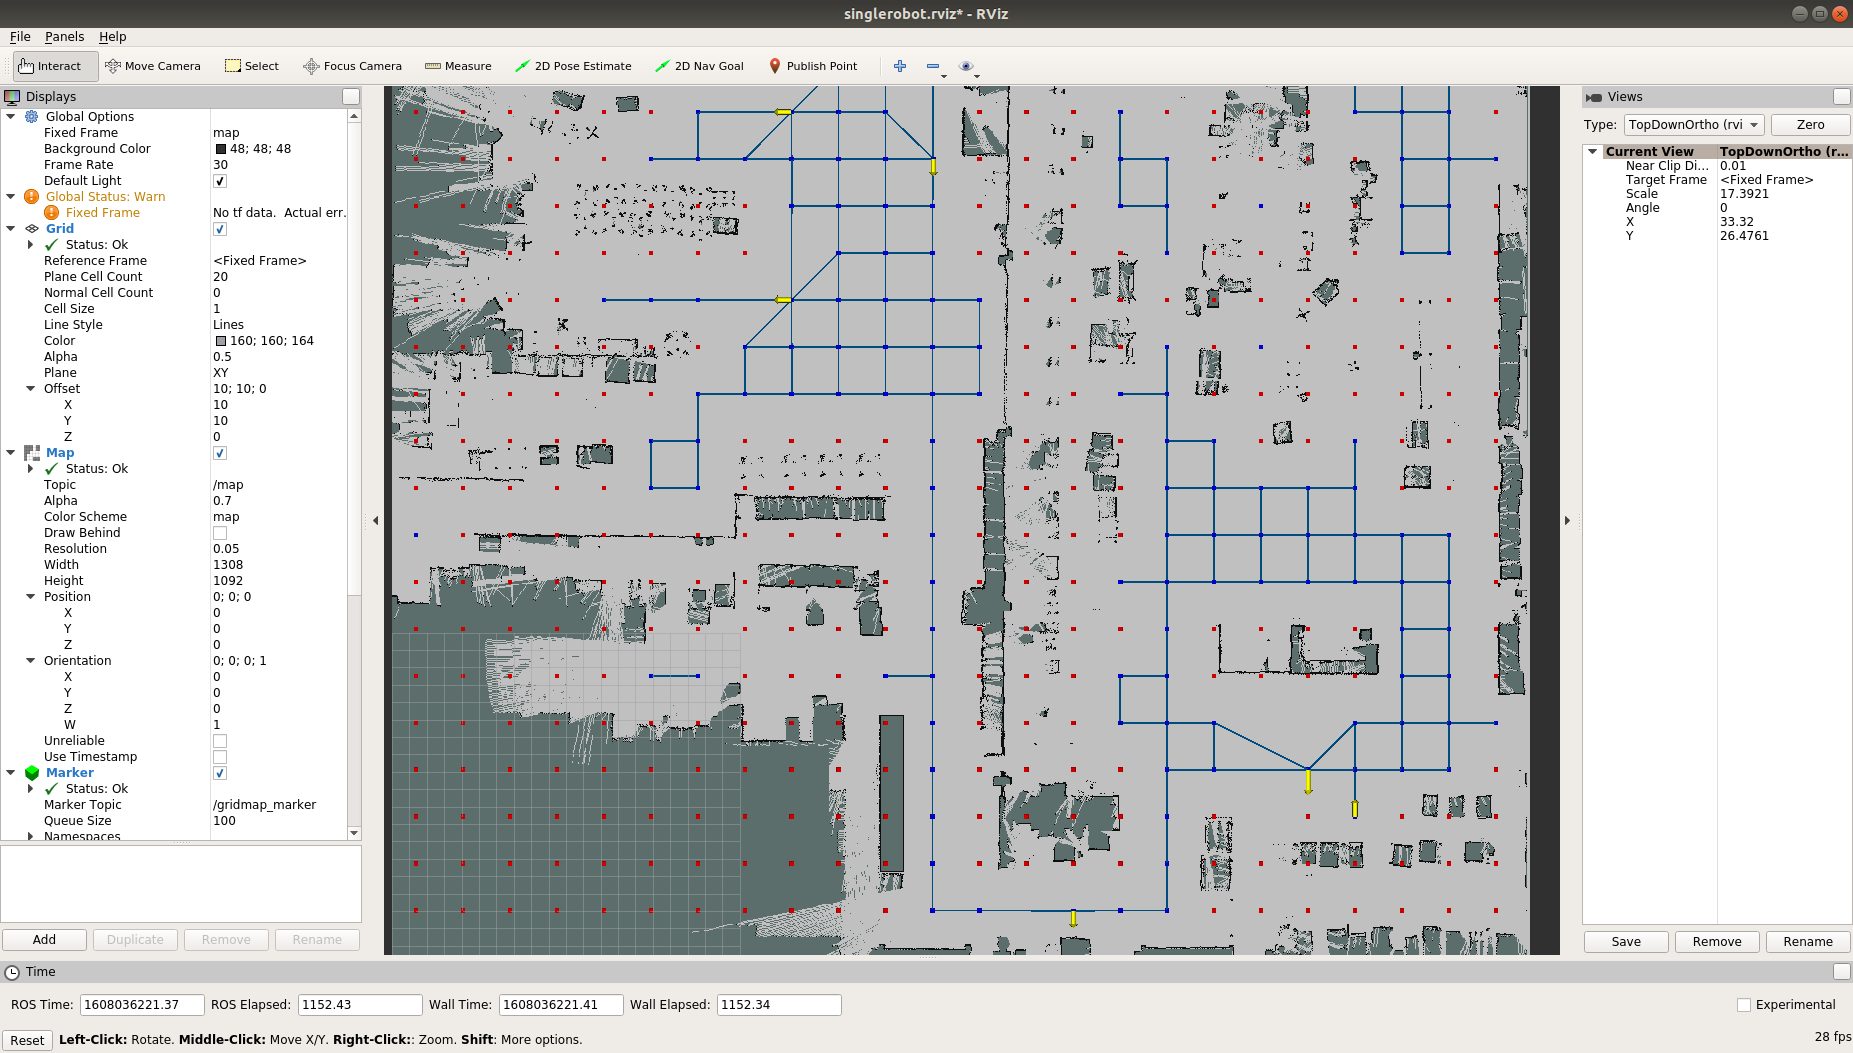 singlerobot.rviz* - RViz
File Panels Help
Interact Move Camera Select Focus Camera Measure 2D Pose Estimate 2D Nav Goal Publish Point
Displays
Global Options
Fixed Frame map
Background Color 48; 48; 48
Frame Rate 30
Default Light
Global Status: Warn
Fixed Frame No tf data. Actual err.
Grid
Status: Ok
Reference Frame <Fixed Frame>
Plane Cell Count 20
Normal Cell Count 0
Cell Size 1
Line Style Lines
Color 160; 160; 164
Alpha 0.5
Plane XY
Offset 10; 10; 0
X 10
Y 10
Z 0
Map
Status: Ok
Topic /map
Alpha 0.7
Color Scheme map
Draw Behind
Resolution 0.05
Width 1308
Height 1092
Position 0; 0; 0
X 0
Y 0
Z 0
Orientation 0; 0; 0; 1
X 0
Y 0
Z 0
W 1
Unreliable
Use Timestamp
Marker
Status: Ok
Marker Topic /gridmap_marker
Queue Size 100
Namespaces
Add Duplicate Remove Rename
Views
Type: TopDownOrtho (rvi Zero
Current View TopDownOrtho (r...
Near Clip Di... 0.01
Target Frame <Fixed Frame>
Scale 17.3921
Angle 0
X 33.32
Y 26.4761
Save Remove Rename
Time
ROS Time: 1608036221.37 ROS Elapsed: 1152.43 Wall Time: 1608036221.41 Wall Elapsed: 1152.34 Experimental
Reset Left-Click: Rotate. Middle-Click: Move X/Y. Right-Click:: Zoom. Shift: More options. 28 fps